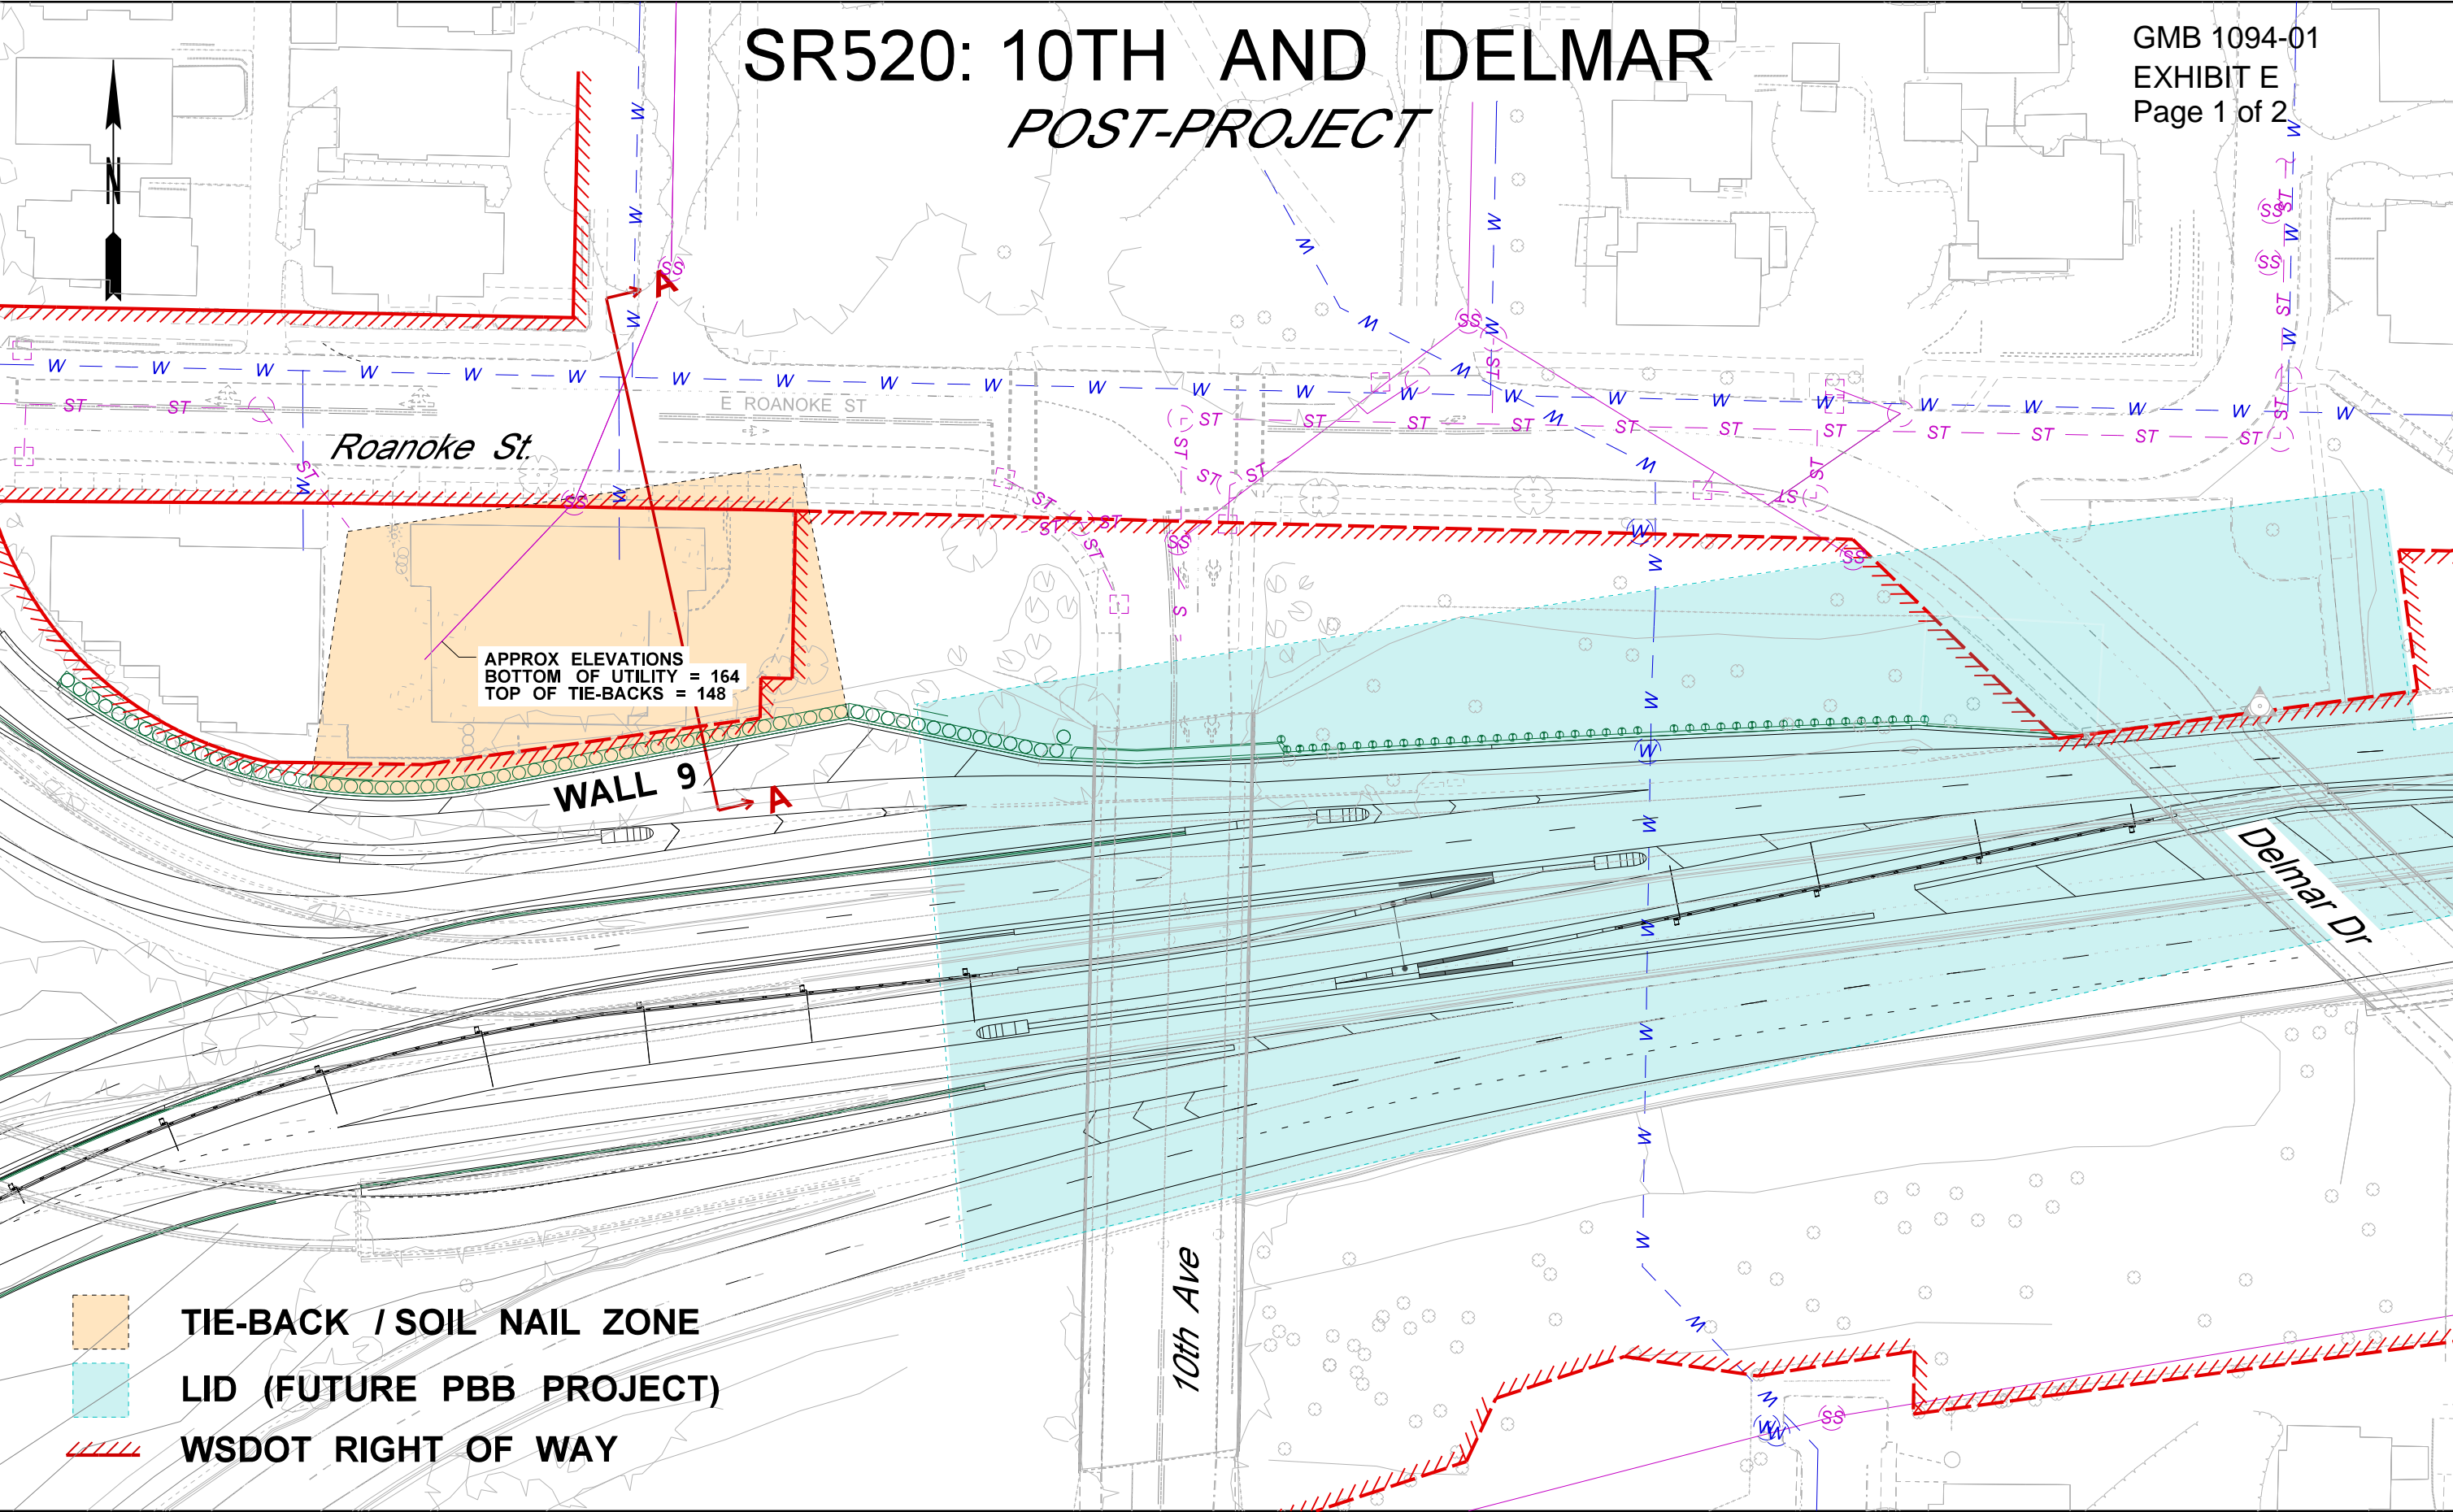 SR520: 10TH AND DELMAR
POST-PROJECT
GMB 1094-01
EXHIBIT E
Page 1 of 2
N
A
E ROANOKE ST
Roanoke St.
APPROX ELEVATIONS
BOTTOM OF UTILITY = 164
TOP OF TIE-BACKS = 148
WALL 9
A
Delmar Dr
10th Ave
TIE-BACK / SOIL NAIL ZONE
LID (FUTURE PBB PROJECT)
WSDOT RIGHT OF WAY